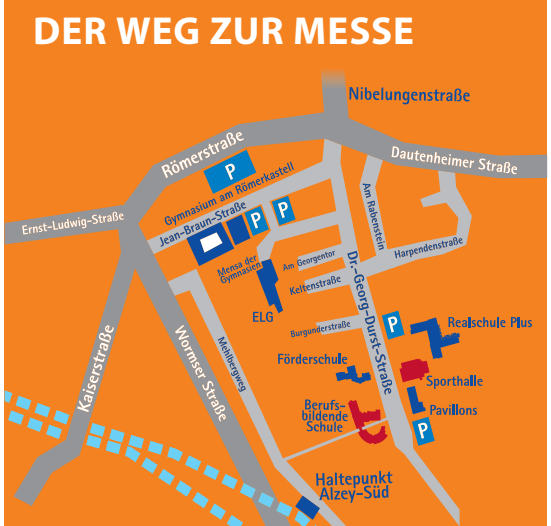 DER WEG ZUR MESSE
Nibelungenstraße
Römerstraße
Dautenheimer Straße
P
Gymnasium am Römerkastell
Ernst-Ludwig-Straße
Jean-Braun-Straße
P
P
Am Rabenstein
Mensa der
Gymnasien
Am Georgentor
Harpendenstraße
Keltenstraße
Dr.-Georg-Durst-Straße
ELG
Burgunderstraße
P
Realschule Plus
Kaiserstraße
Wormser Straße
Mehlbergweg
Förderschule
Sporthalle
Berufs-
bildende
Schule
Pavillons
P
Haltepunkt
Alzey-Süd